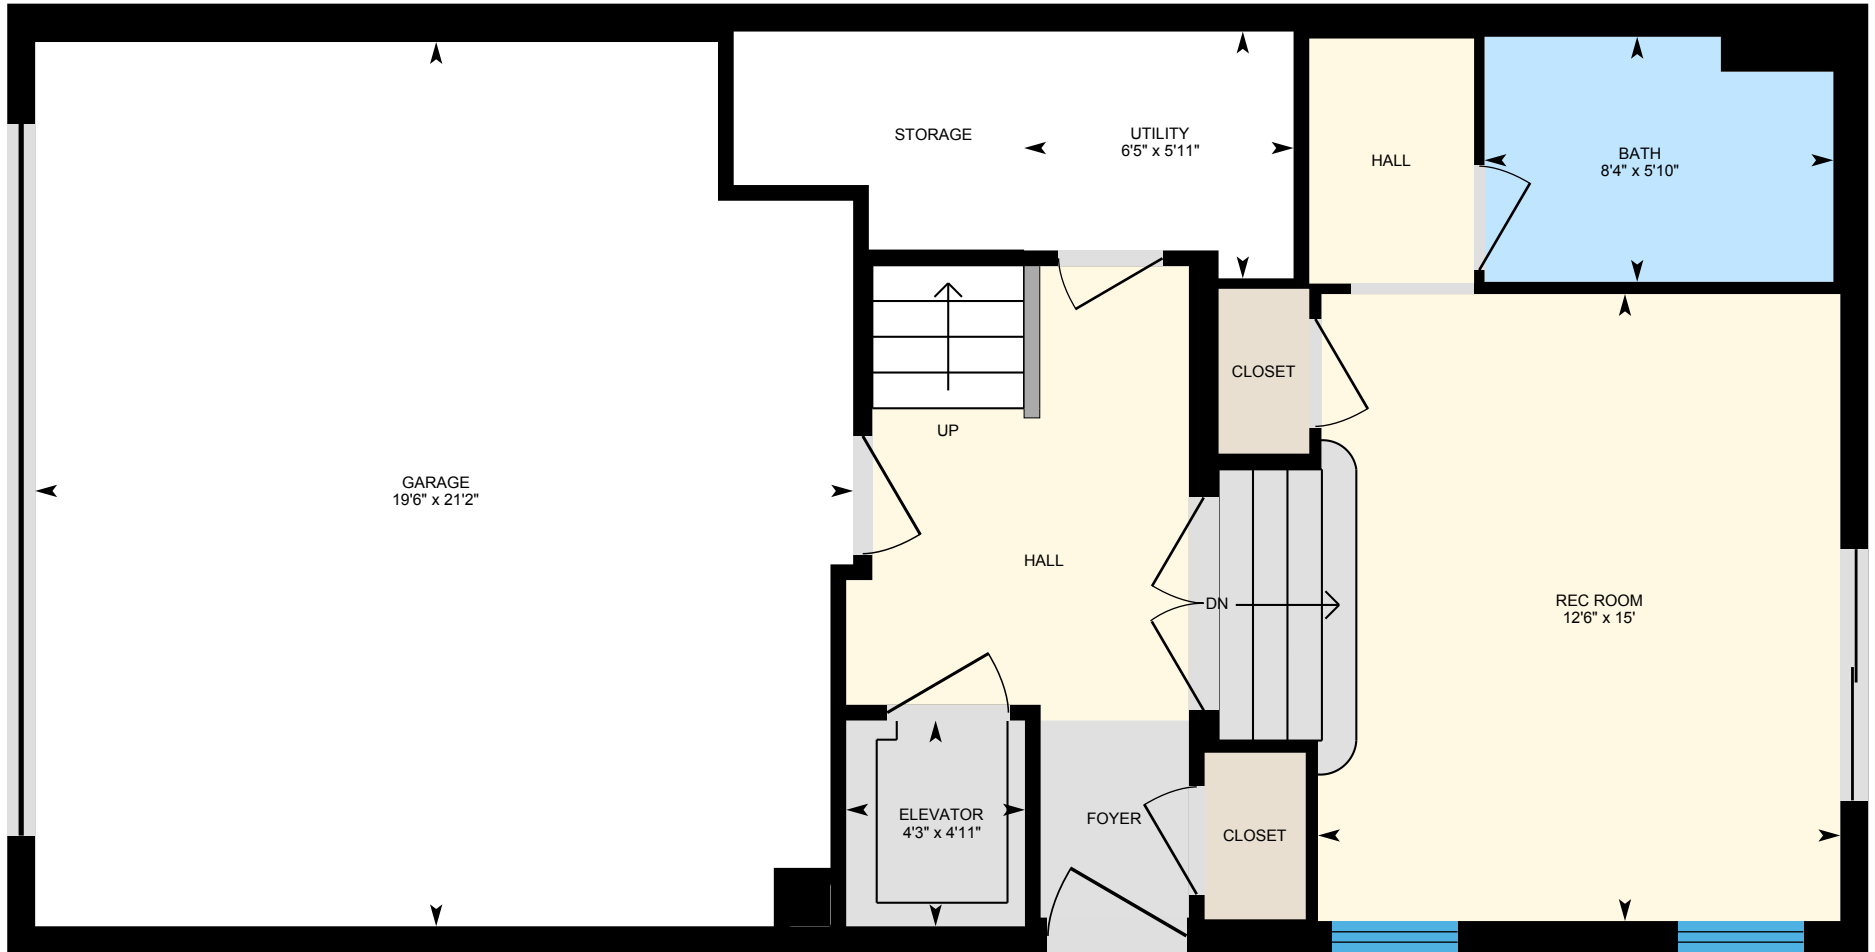 STORAGE
UTILITY
6'5" x 5'11"
HALL
BATH
8'4" x 5'10"
CLOSET
UP
GARAGE
19'6" x 21'2"
HALL
DN
REC ROOM
12'6" x 15'
ELEVATOR
4'3" x 4'11"
FOYER
CLOSET